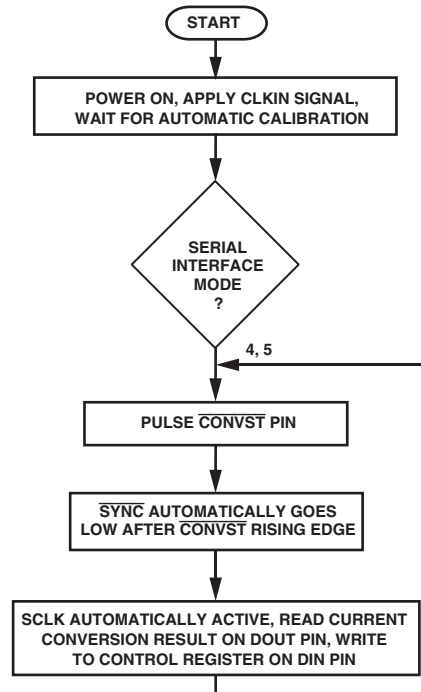 START
POWER ON, APPLY CLKIN SIGNAL,
WAIT FOR AUTOMATIC CALIBRATION
SERIAL
INTERFACE
MODE
?
4, 5
PULSE CONVST PIN
SYNC AUTOMATICALLY GOES
LOW AFTER CONVST RISING EDGE
SCLK AUTOMATICALLY ACTIVE, READ CURRENT
CONVERSION RESULT ON DOUT PIN, WRITE
TO CONTROL REGISTER ON DIN PIN